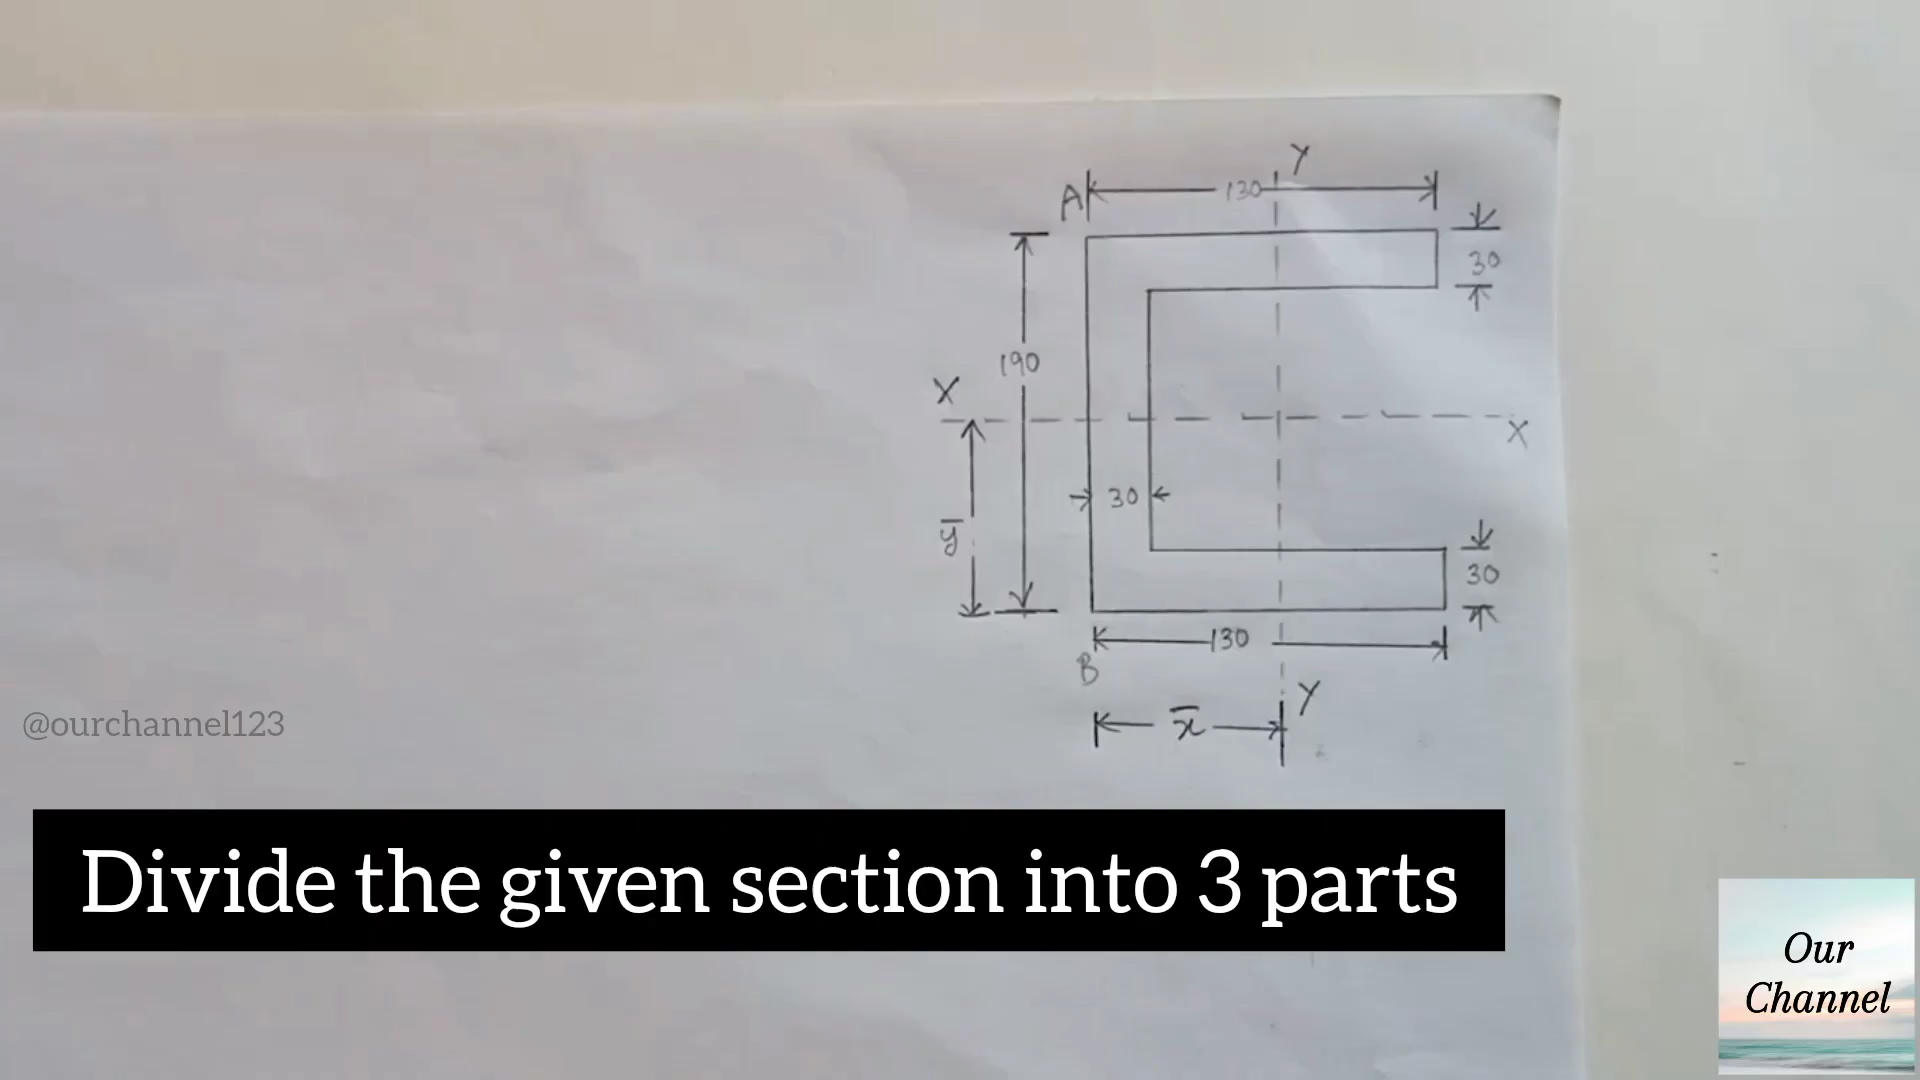 Y
A
130
30
190
X
X
30
ȳ
30
130
B
Y
x̄
@ourchannel123
Divide the given section into 3 parts
Our
Channel